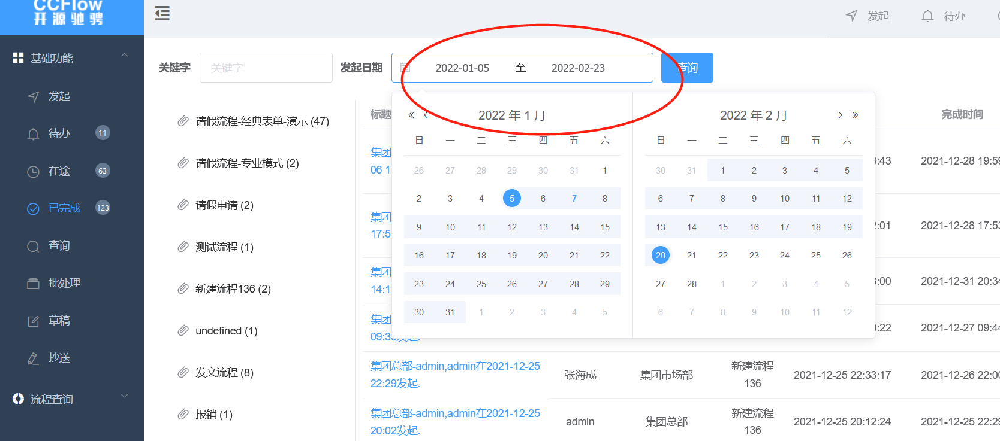 CCFlow
开源驰骋
发起
待办
基础功能
发起
待办 11
在途 63
已完成 123
查询
批处理
草稿
抄送
流程查询
关键字 关键字 发起日期 2022-01-05 至 2022-02-23 查询
请假流程-经典表单-演示 (47)
请假流程-专业模式 (2)
请假申请 (2)
测试流程 (1)
新建流程136 (2)
undefined (1)
发文流程 (8)
报销 (1)
标题
完成时间
2022 年 1 月
日 一 二 三 四 五 六
26 27 28 29 30 31 1
2 3 4 5 6 7 8
9 10 11 12 13 14 15
16 17 18 19 20 21 22
23 24 25 26 27 28 29
30 31 1 2 3 4 5
2022 年 2 月
日 一 二 三 四 五 六
30 31 1 2 3 4 5
6 7 8 9 10 11 12
13 14 15 16 17 18 19
20 21 22 23 24 25 26
27 28 1 2 3 4 5
6 7 8 9 10 11 12
集团
06 1
:43 2021-12-28 19:59
集团
17:5
:01 2021-12-28 17:53
集团
14:1
:00 2021-12-31 20:34
集团
09:3 发起.
:22 2021-12-27 09:44
集团总部-admin,admin在2021-12-25
22:29发起.
张海成
集团市场部
新建流程
136
2021-12-25 22:33:17
2021-12-26 22:00
集团总部-admin,admin在2021-12-25
20:02发起.
admin
集团总部
新建流程
136
2021-12-25 20:12:24
2021-12-25 22:29